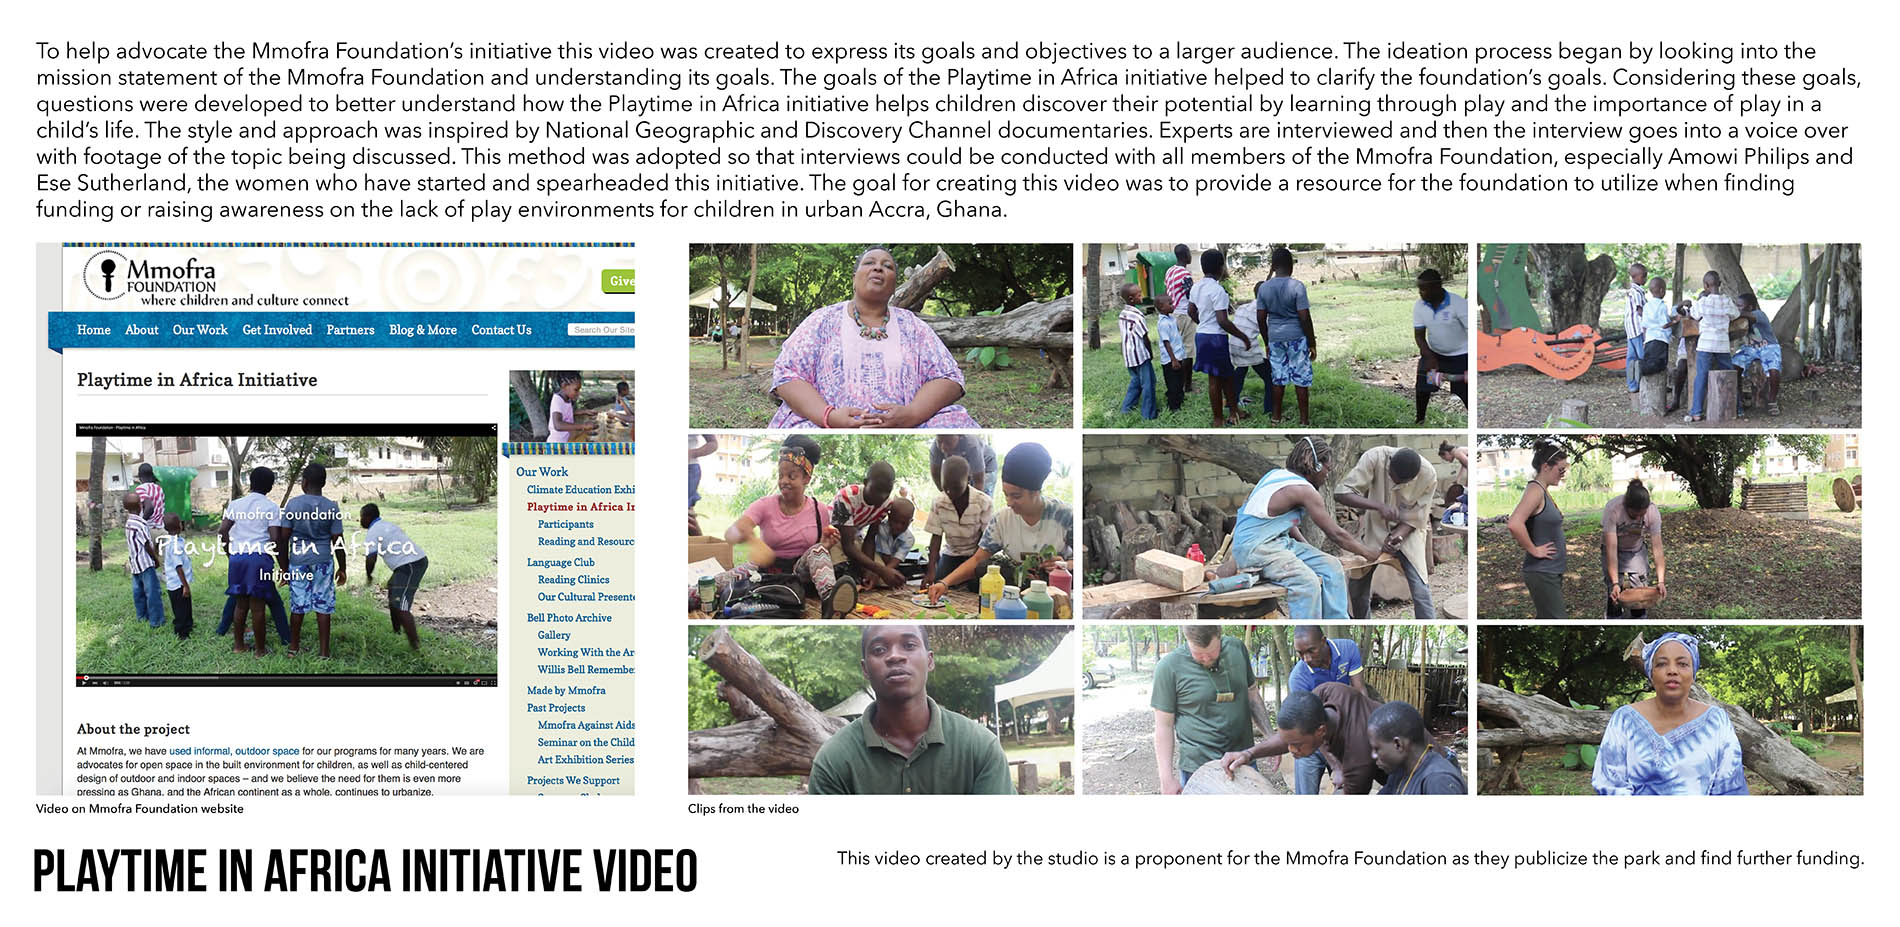 To help advocate the Mmofra Foundation's initiative this video was created to express its goals and objectives to a larger audience. The ideation process began by looking into the
mission statement of the Mmofra Foundation and understanding its goals. The goals of the Playtime in Africa initiative helped to clarify the foundation's goals. Considering these goals,
questions were developed to better understand how the Playtime in Africa initiative helps children discover their potential by learning through play and the importance of play in a
child's life. The style and approach was inspired by National Geographic and Discovery Channel documentaries. Experts are interviewed and then the interview goes into a voice over
with footage of the topic being discussed. This method was adopted so that interviews could be conducted with all members of the Mmofra Foundation, especially Amowi Philips and
Ese Sutherland, the women who have started and spearheaded this initiative. The goal for creating this video was to provide a resource for the foundation to utilize when finding
funding or raising awareness on the lack of play environments for children in urban Accra, Ghana.
Mmofra
FOUNDATION
where children and culture connect
Give
Home About Our Work Get Involved Partners Blog & More Contact Us
Search Our Site
Playtime in Africa Initiative
Mmofra Foundation - Playtime in Africa
Mmofra Foundation
Playtime in Africa
Initiative
Our Work
Climate Education Exhi
Playtime in Africa Ir
Participants
Reading and Resourc
Language Club
Reading Clinics
Our Cultural Presente
Bell Photo Archive
Gallery
Working With the Ar
Willis Bell Remembe
Made by Mmofra
Past Projects
Mmofra Against Aids
Seminar on the Child
Art Exhibition Series
Projects We Support
About the project
At Mmofra, we have used informal, outdoor space for our programs for many years. We are
advocates for open space in the built environment for children, as well as child-centered
design of outdoor and indoor spaces – and we believe the need for them is even more
pressing as Ghana, and the African continent as a whole, continues to urbanize.
Video on Mmofra Foundation website
Clips from the video
PLAYTIME IN AFRICA INITIATIVE VIDEO
This video created by the studio is a proponent for the Mmofra Foundation as they publicize the park and find further funding.